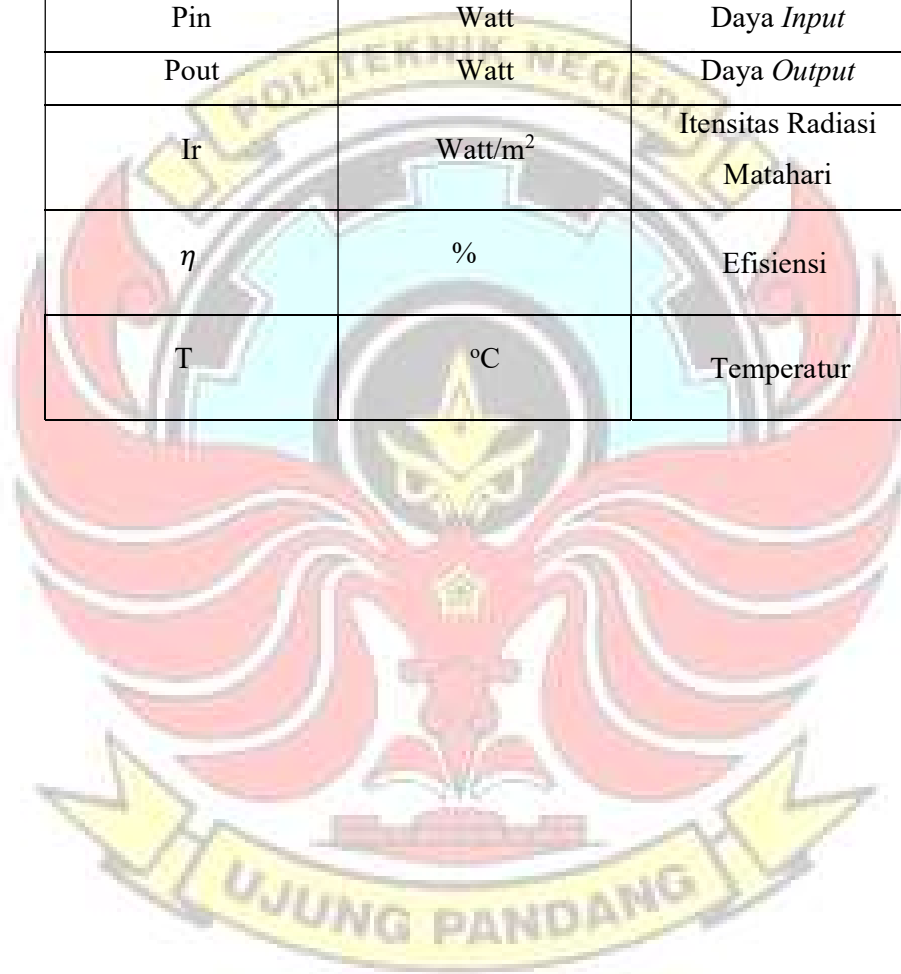 Pin Watt Daya Input
Pout Watt Daya Output
Ir Watt/m² Itensitas Radiasi
Matahari
η % Efisiensi
T ºC Temperatur
POLITEKNIK NEGERI
UJUNG PANDANG